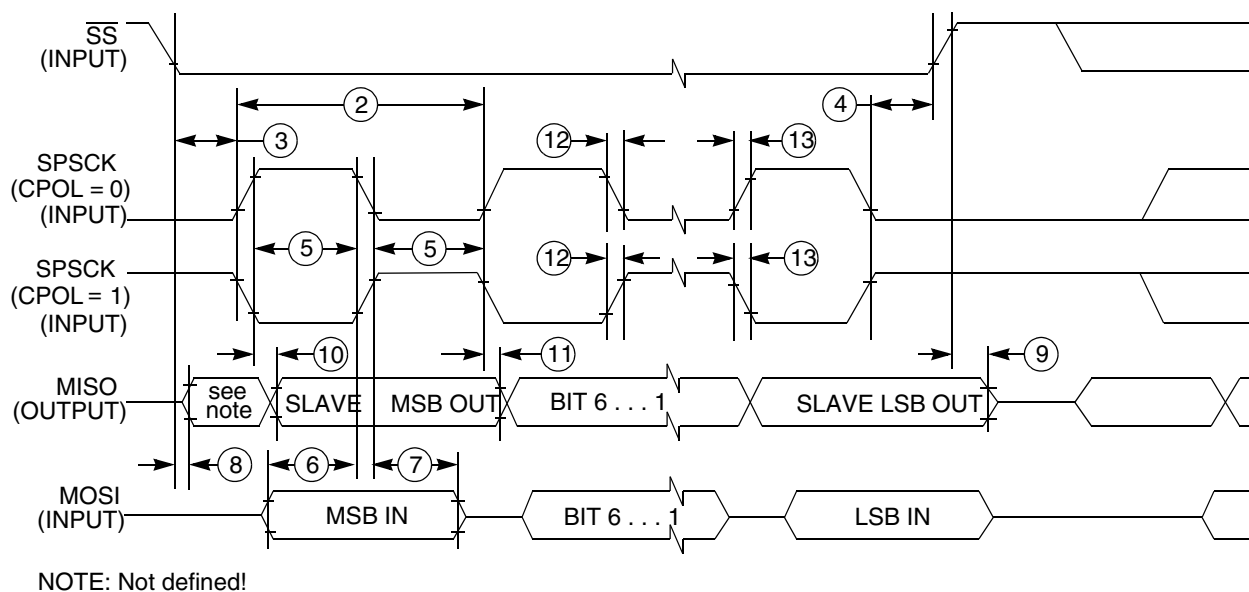 SS
(INPUT)
2
4
3
12
13
SPSCK
(CPOL = 0)
(INPUT)
5
5
12
13
SPSCK
(CPOL = 1)
(INPUT)
10
11
9
MISO
(OUTPUT)
see
note
SLAVE
MSB OUT
BIT 6 . . . 1
SLAVE LSB OUT
8
6
7
MOSI
(INPUT)
MSB IN
BIT 6 . . . 1
LSB IN
NOTE: Not defined!